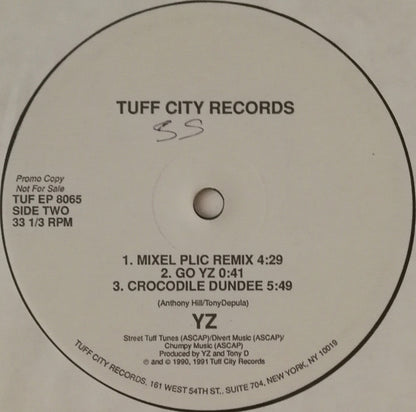 TUFF CITY RECORDS
SS
Promo Copy
Not For Sale
TUF EP 8065
SIDE TWO
33 1/3 RPM
1. MIXEL PLIC REMIX 4:29
2. GO YZ 0:41
3. CROCODILE DUNDEE 5:49
(Anthony Hill/TonyDepula)
YZ
Street Tuff Tunes (ASCAP)/Divert Music (ASCAP)/
Chumpy Music (ASCAP)
Produced by YZ and Tony D
℗ and © 1990, 1991 Tuff City Records
TUFF CITY RECORDS, 161 WEST 54TH ST., SUITE 704, NEW YORK, NY 10019